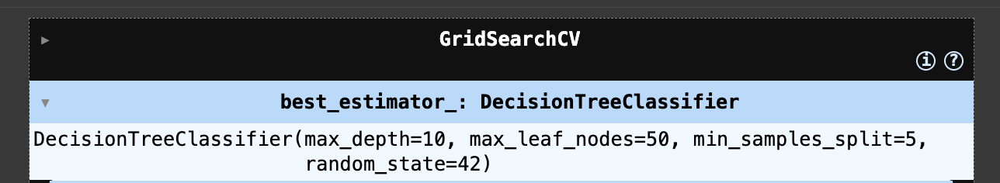 GridSearchCV
i ?
best_estimator_: DecisionTreeClassifier
DecisionTreeClassifier(max_depth=10, max_leaf_nodes=50, min_samples_split=5,
random_state=42)